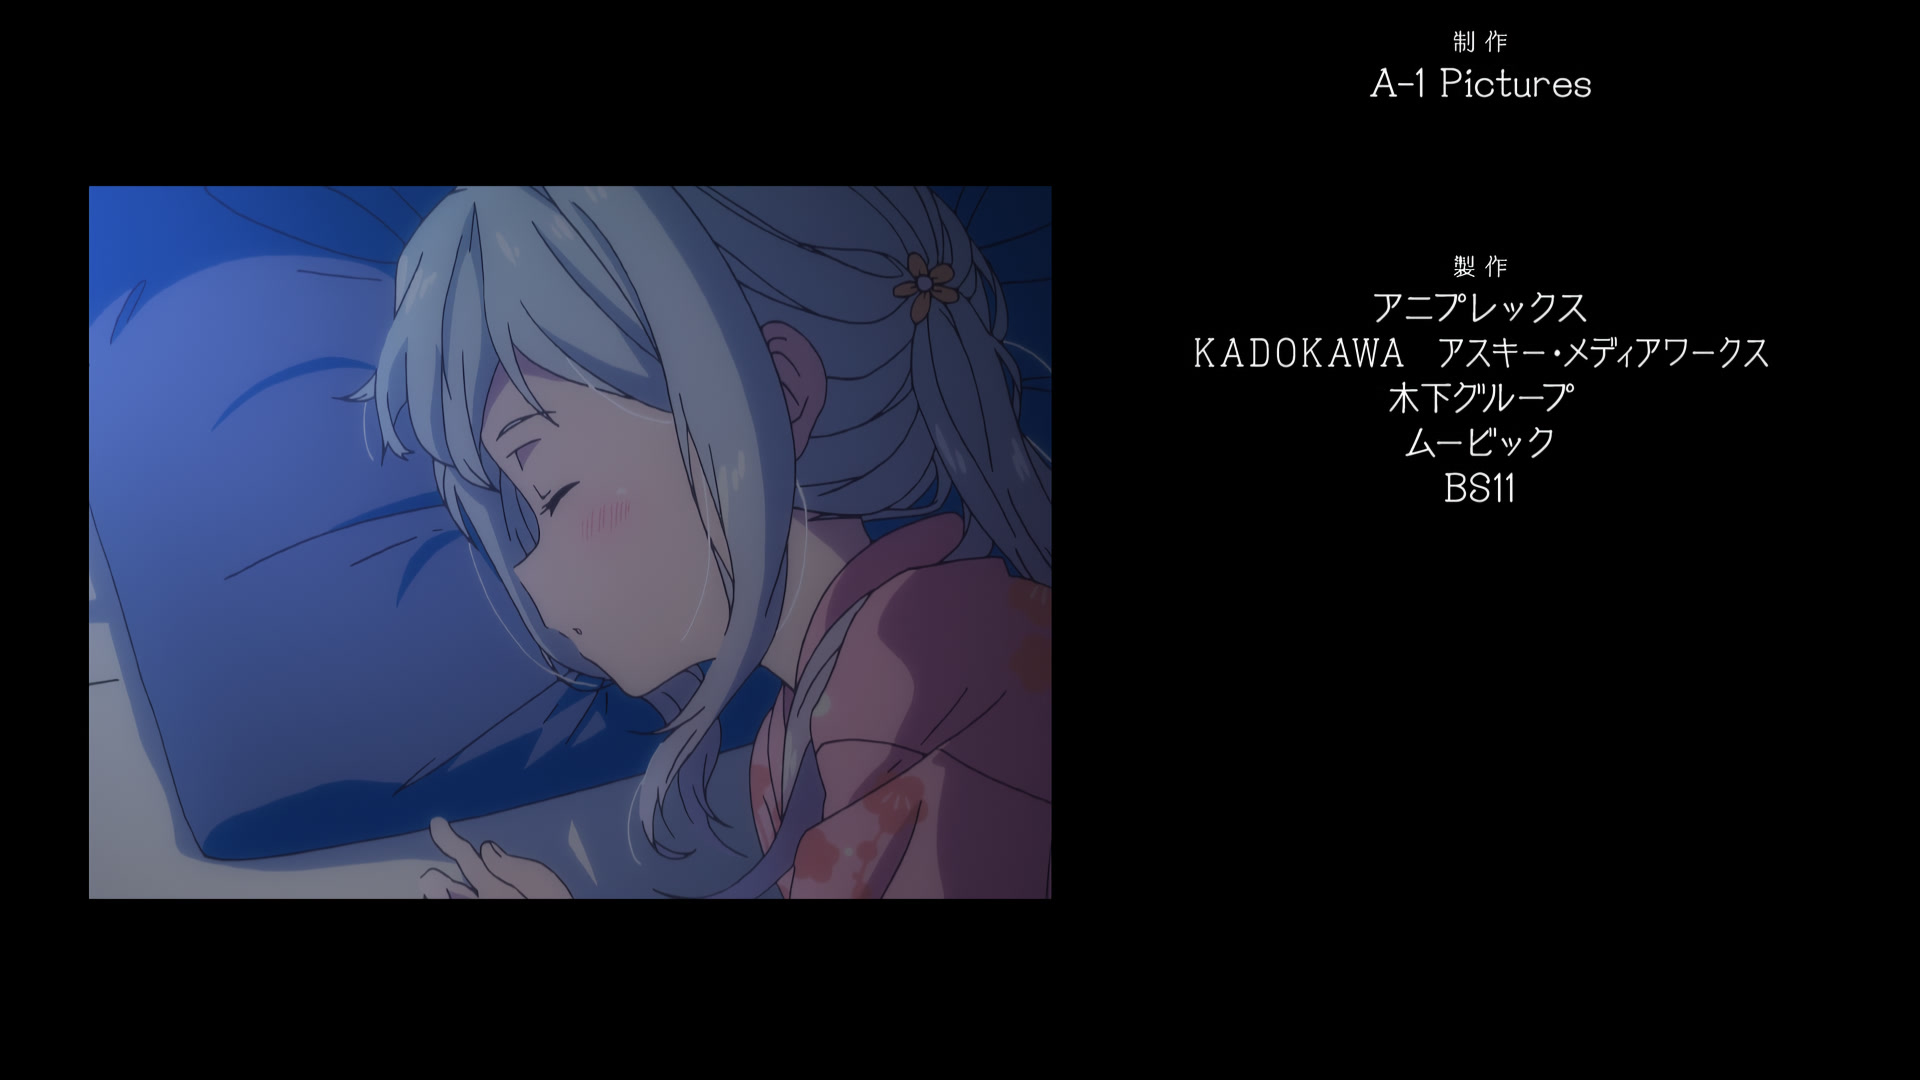 制作
A-1 Pictures
製作
アニプレックス
KADOKAWA　アスキー・メディアワークス
木下グループ
ムービック
BS11